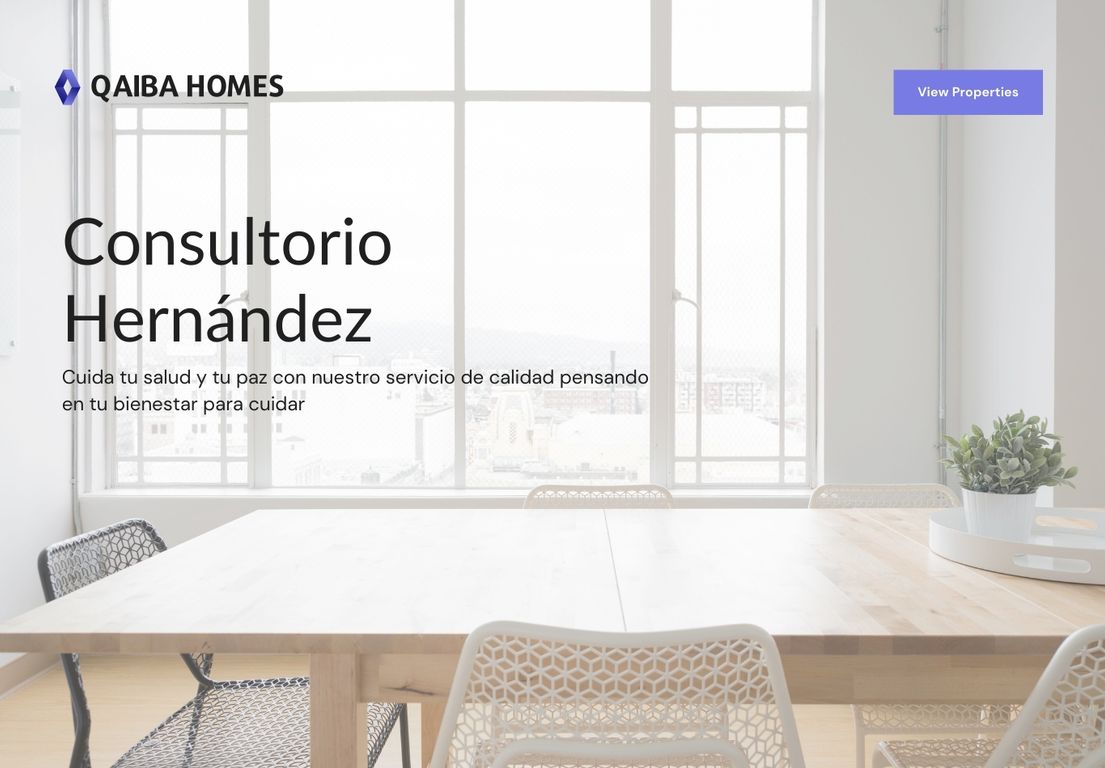 QAIBA HOMES
View Properties
Consultorio
Hernández
Cuida tu salud y tu paz con nuestro servicio de calidad pensando
en tu bienestar para cuidar